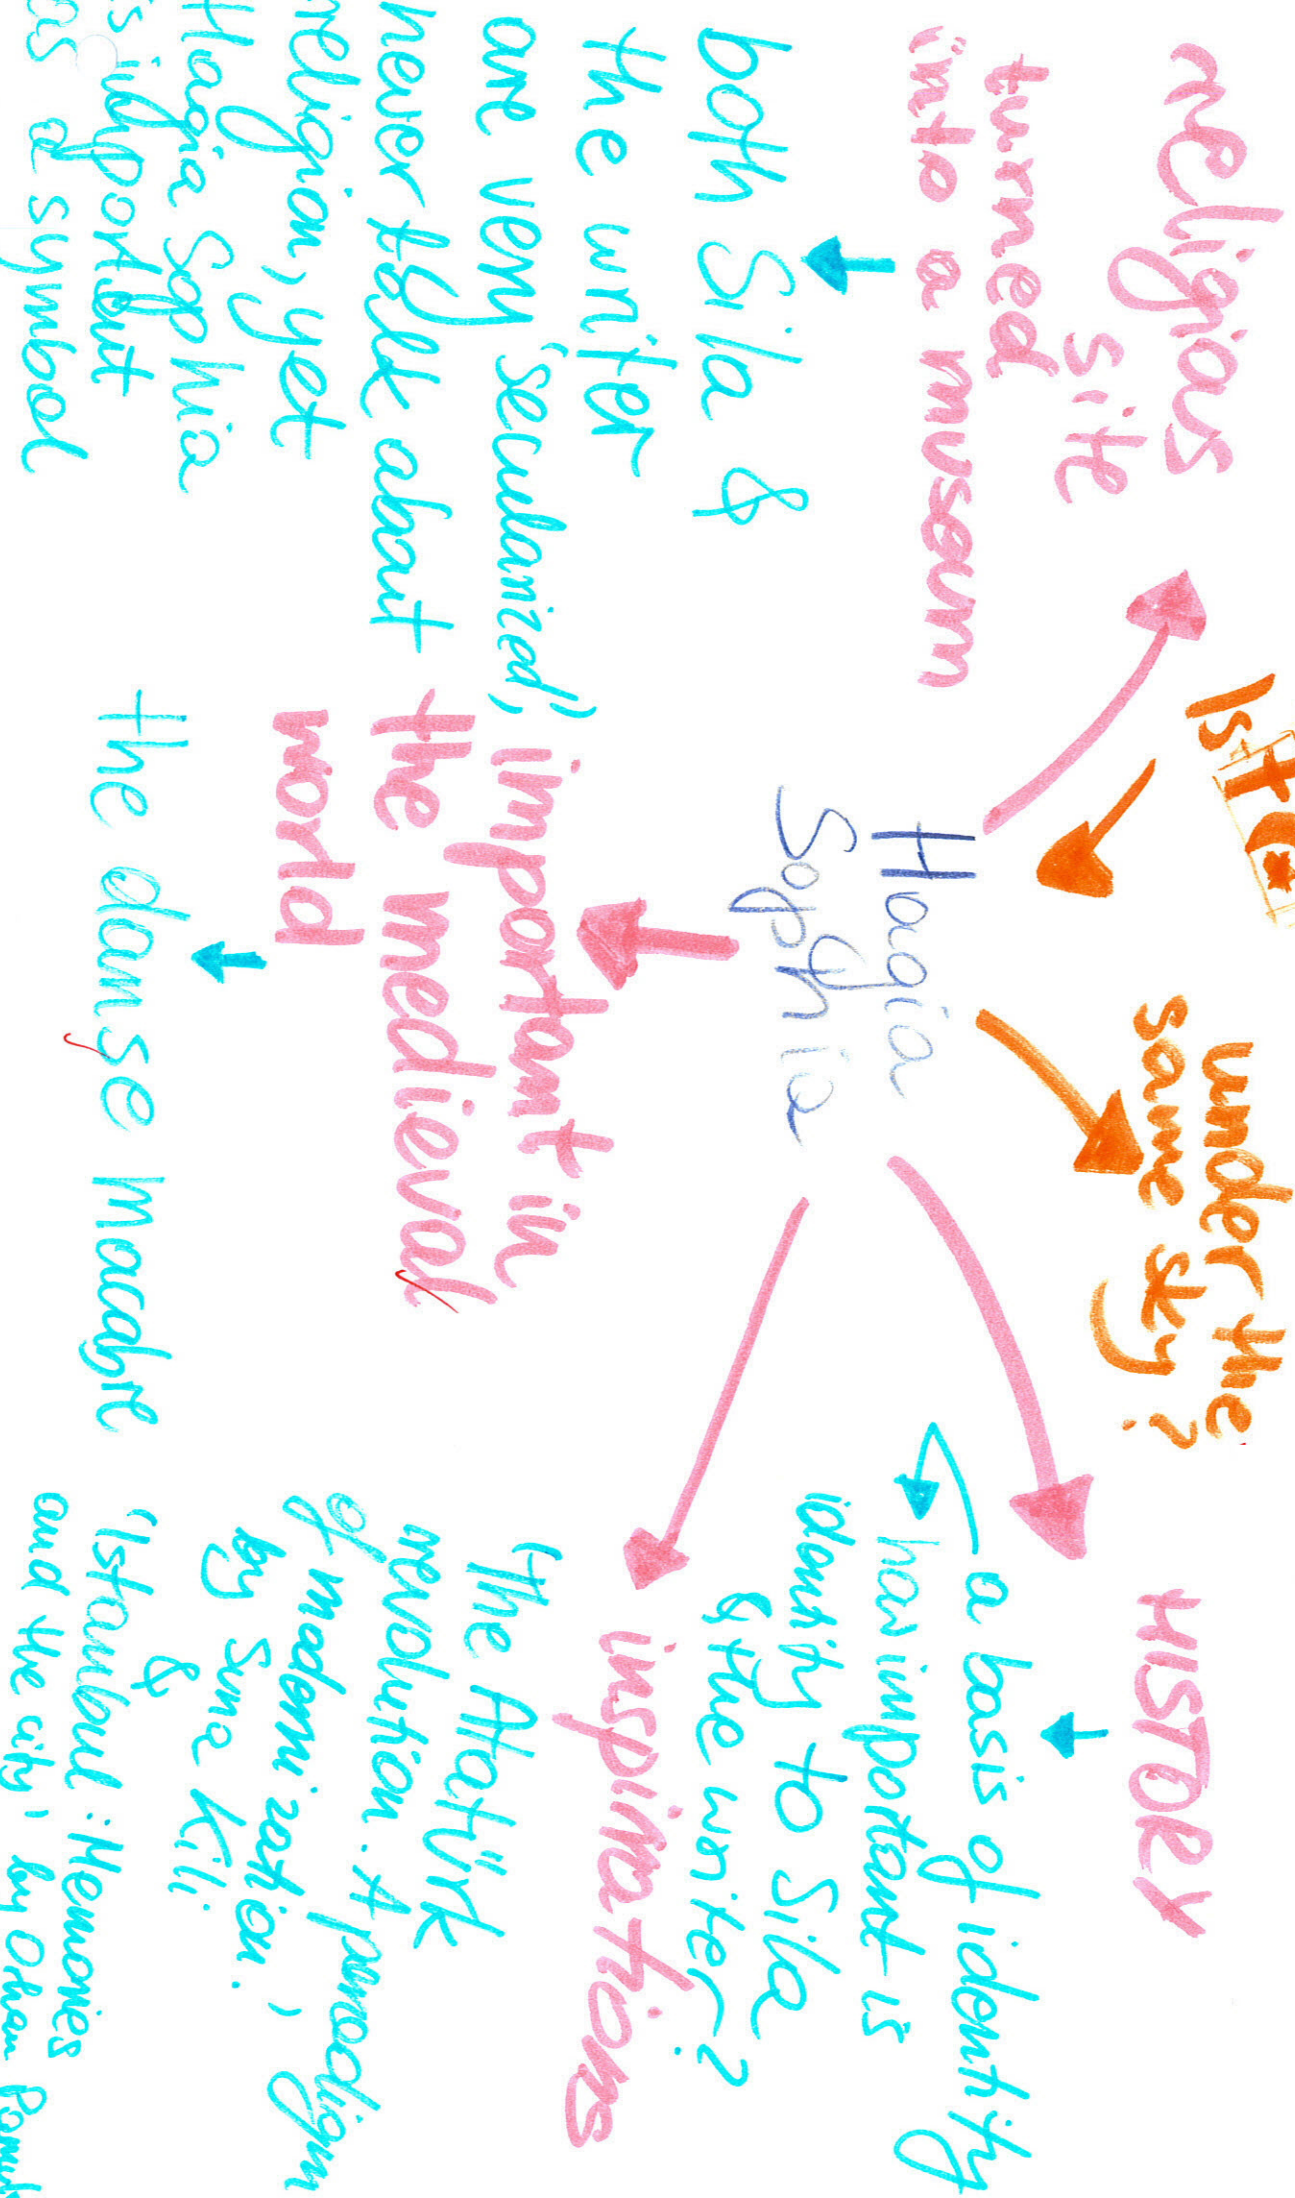 Ist
under the
same sky?
religious
site
turned
into a museum
both Sila &
the writer
are very 'secularized',
never talk about
religion, yet
Hagia Sophia
is important
as a symbol
Hagia
Sophia
important in
the medieval
world
the danse macabre
HISTORY
a basis of identity
how important is
identity to Sila
& the writer?
inspirations
'The Atatürk
revolution. A paradigm
of modernization',
by Suna Kili
&
'Istanbul: Memories
and the city' by Orhan